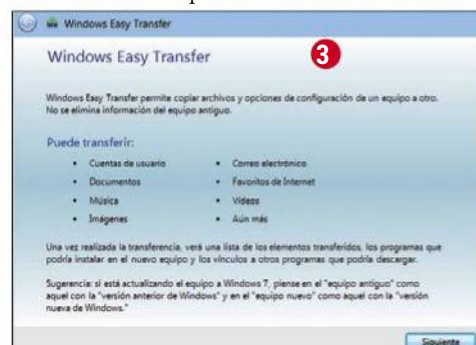 Windows Easy Transfer
Windows Easy Transfer
3
Windows Easy Transfer permite copiar archivos y opciones de configuración de un equipo a otro.
No se elimina información del equipo antiguo.
Puede transferir:
• Cuentas de usuario
• Documentos
• Música
• Imágenes
• Correo electrónico
• Favoritos de Internet
• Vídeos
• Aún más
Una vez realizada la transferencia, verá una lista de los elementos transferidos, los programas que
podría instalar en el nuevo equipo y los vínculos a otros programas que podría descargar.
Sugerencia: si está actualizando el equipo a Windows 7, piense en el "equipo antiguo" como
aquel con la "versión anterior de Windows" y en el "equipo nuevo" como aquel con la "versión
nueva de Windows."
Siguiente